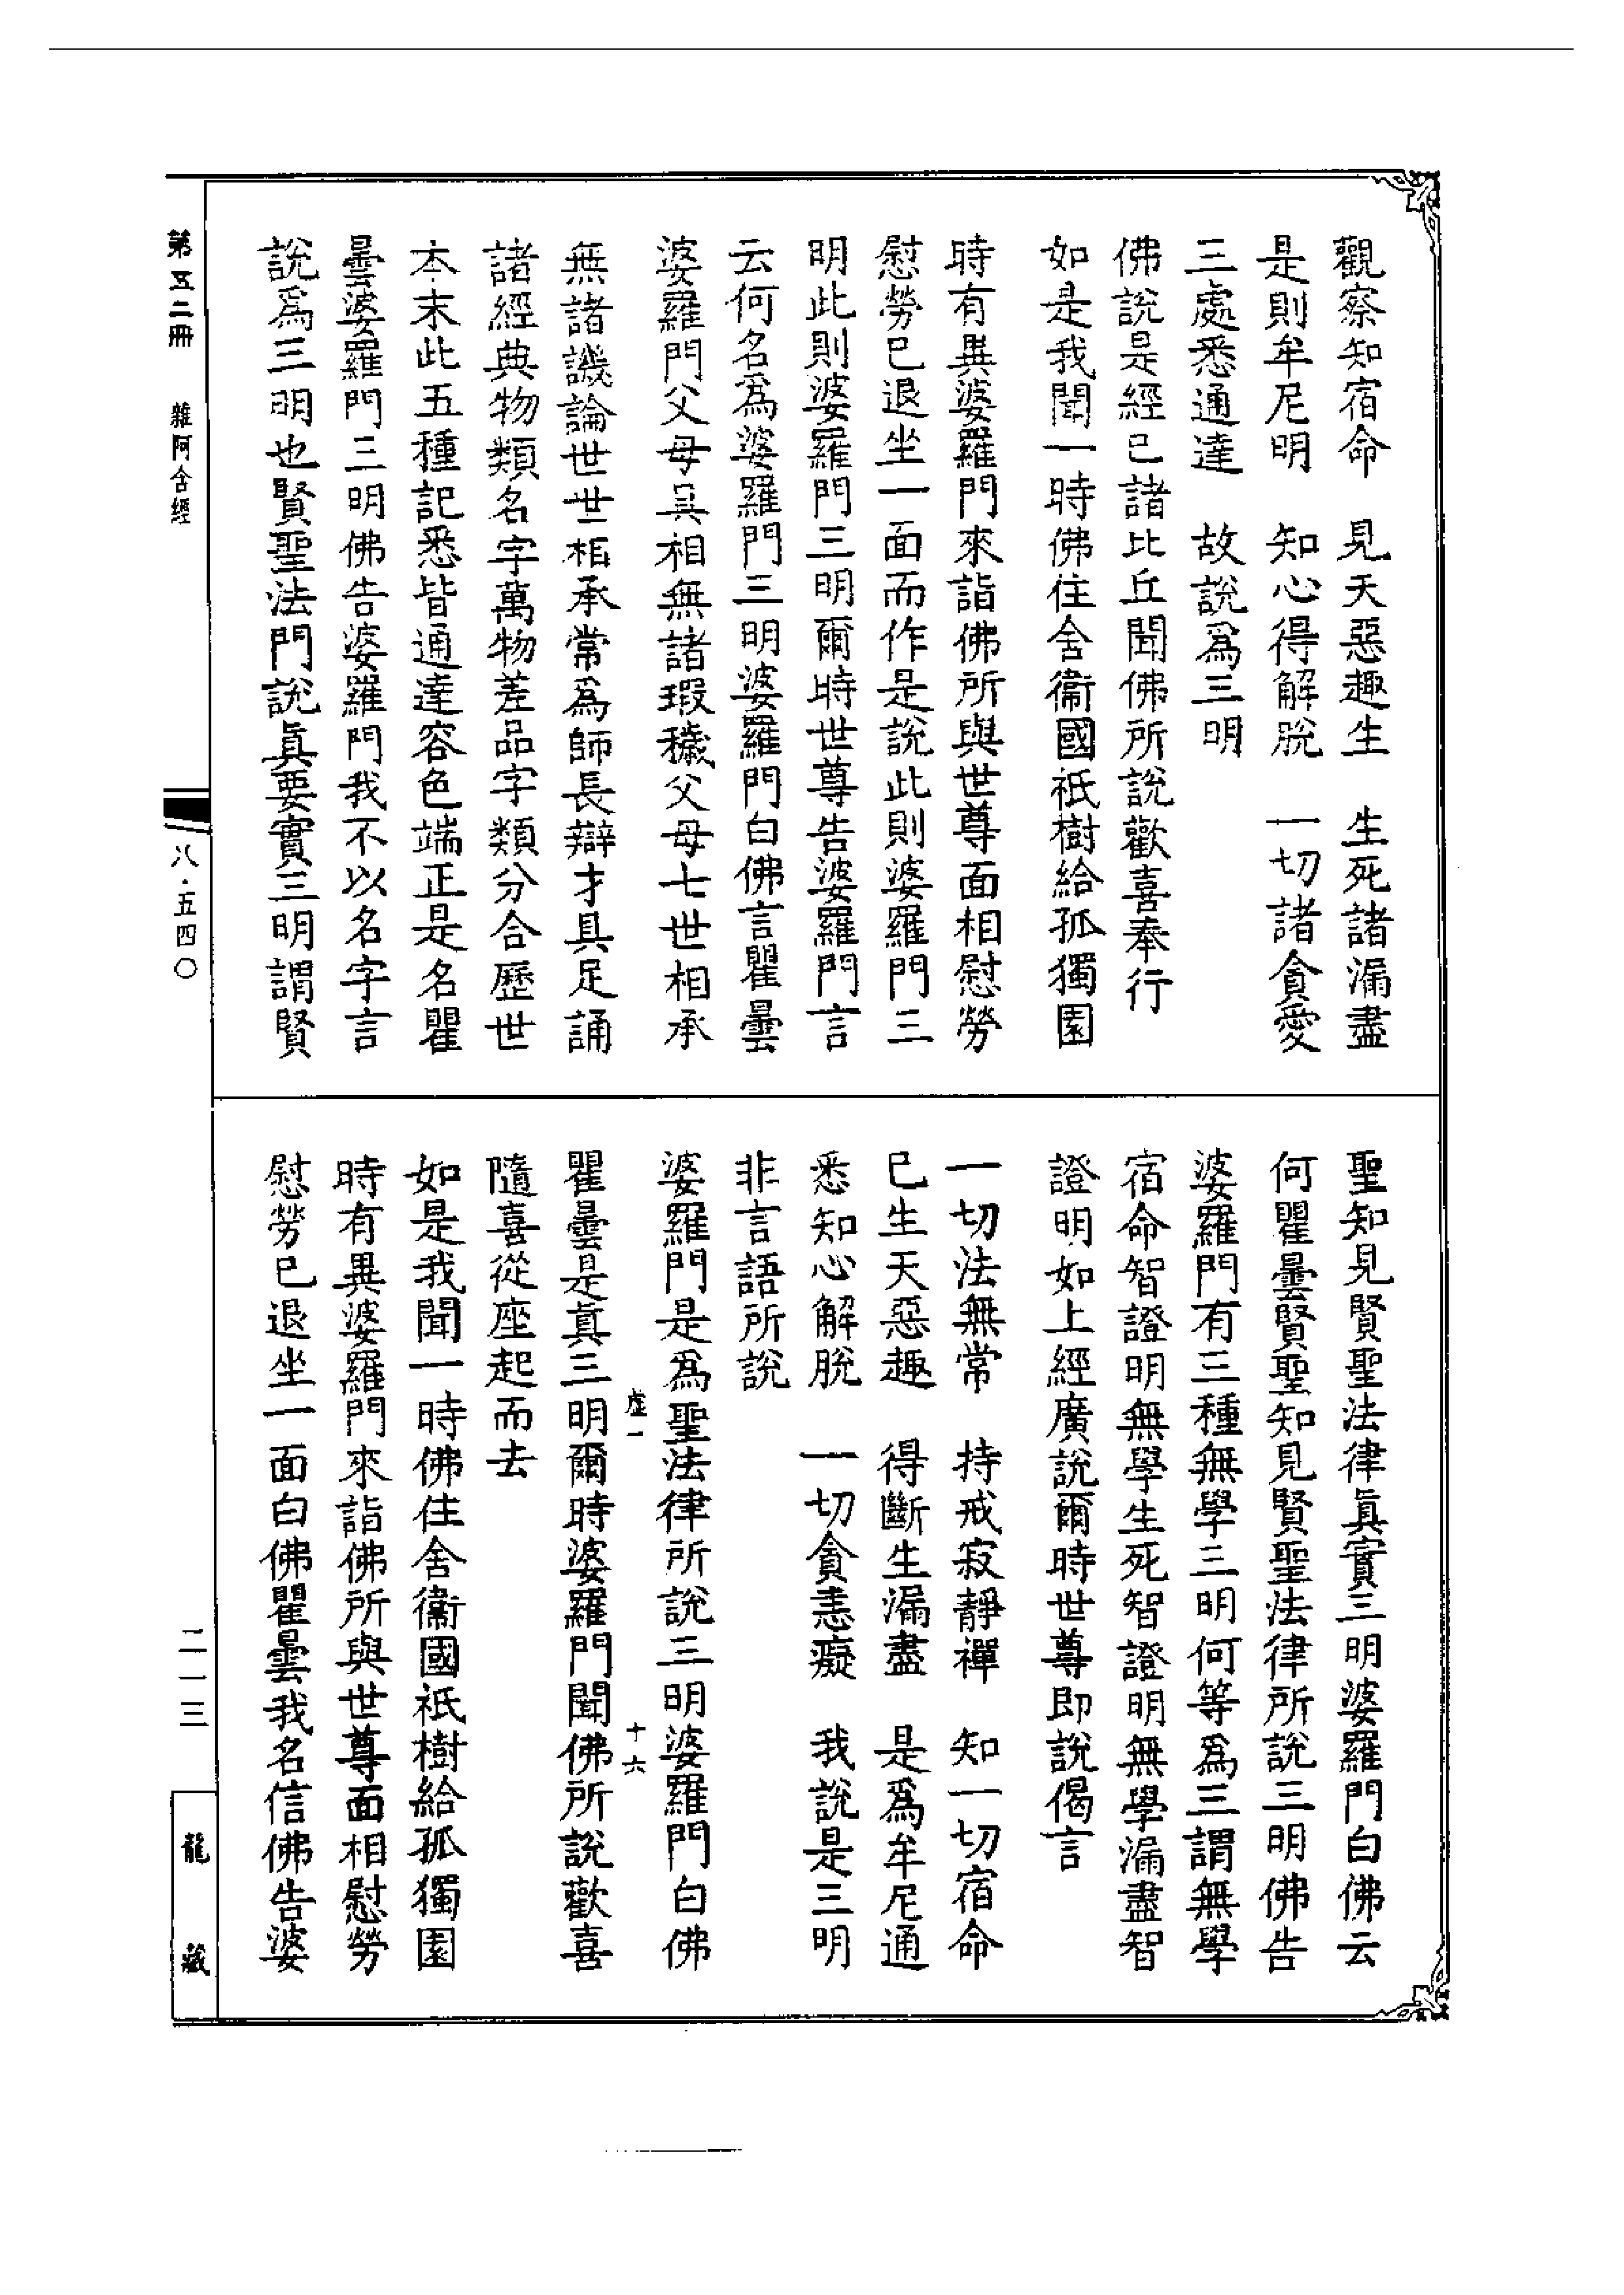 觀察知宿命　見天惡趣生　生死諸漏盡
是則牟尼明　知心得解脫　一切諸貪愛
三處悉通達　故說為三明
佛說是經已諸比丘聞佛所說歡喜奉行
如是我聞一時佛住舍衞國祇樹給孤獨園
時有異婆羅門來詣佛所與世尊面相慰勞
慰勞已退坐一面而作是說此則婆羅門三
明此則婆羅門三明爾時世尊告婆羅門言
云何名為婆羅門三明婆羅門白佛言瞿曇
婆羅門父母具相無諸瑕穢父母七世相承
無諸譏論世世相承常為師長辯才具足誦
諸經典物類名字萬物差品字類分合歷世
本末此五種記悉皆通達容色端正是名瞿
曇婆羅門三明佛告婆羅門我不以名字言
說為三明也賢聖法門說眞要實三明謂賢
聖知見賢聖法律眞實三明婆羅門白佛云
何瞿曇賢聖知見賢聖法律所說三明佛告
婆羅門有三種無學三明何等為三謂無學
宿命智證明無學生死智證明無學漏盡智
證明如上經廣說爾時世尊即說偈言
一切法無常　持戒寂靜禪　知一切宿命
已生天惡趣　得斷生漏盡　是為牟尼通
悉知心解脫　一切貪恚癡　我說是三明
非言語所說
婆羅門是為聖法律所說三明婆羅門白佛
虛一　十六
瞿曇是眞三明爾時婆羅門聞佛所說歡喜
隨喜從座起而去
如是我聞一時佛住舍衞國祇樹給孤獨園
時有異婆羅門來詣佛所與世尊面相慰勞
慰勞已退坐一面白佛瞿曇我名信佛告婆
第五二冊　雜阿含經
八·五四〇
二一三
龍藏